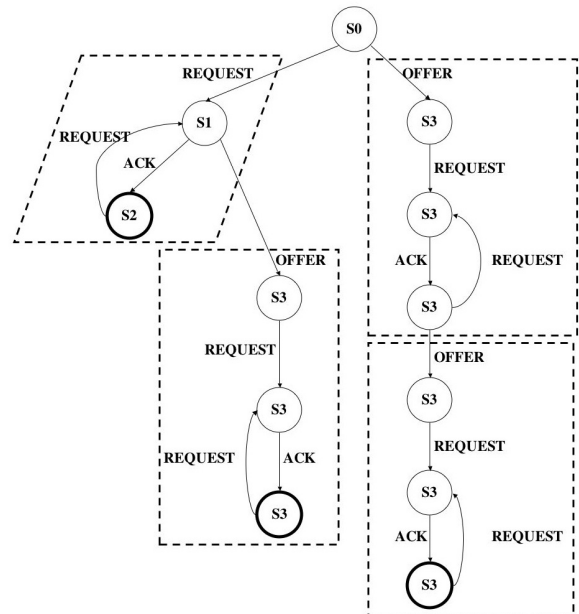 S0
REQUEST
OFFER
S1
S3
REQUEST
ACK
REQUEST
S2
S3
ACK
REQUEST
OFFER
S3
S3
REQUEST
OFFER
S3
S3
REQUEST
REQUEST
ACK
S3
S3
ACK
REQUEST
S3